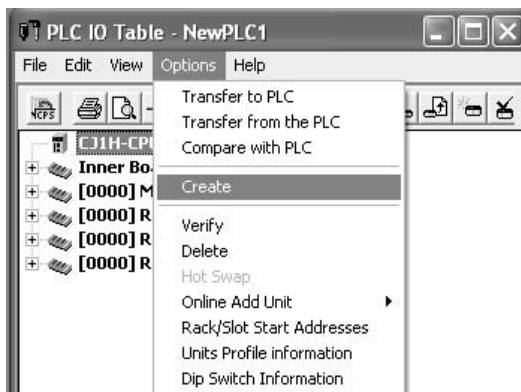 PLC IO Table - NewPLC1
File Edit View Options Help
NCPS
Transfer to PLC
Transfer from the PLC
Compare with PLC
CJ1H-CPU
Inner Bo
Create
[0000] M
[0000] R
Verify
[0000] R
Delete
[0000] R
Hot Swap
Online Add Unit
Rack/Slot Start Addresses
Units Profile information
Dip Switch Information